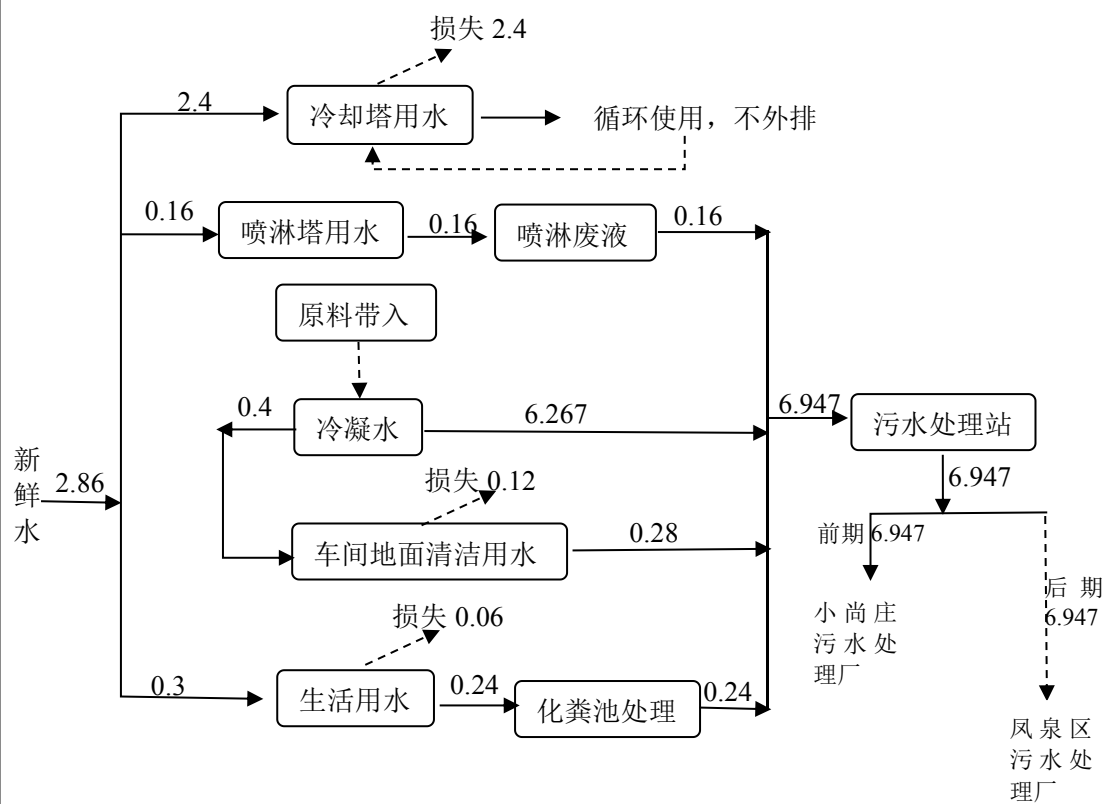 损失 2.4
2.4
冷却塔用水
循环使用，不外排
0.16
喷淋塔用水
0.16
喷淋废液
0.16
原料带入
0.4
冷凝水
6.267
6.947
污水处理站
新
鲜
水
2.86
损失 0.12
6.947
车间地面清洁用水
0.28
前期 6.947
后 期
6.947
小 尚 庄
污 水 处
理厂
损失 0.06
0.3
生活用水
0.24
化粪池处理
0.24
凤 泉 区
污 水 处
理厂